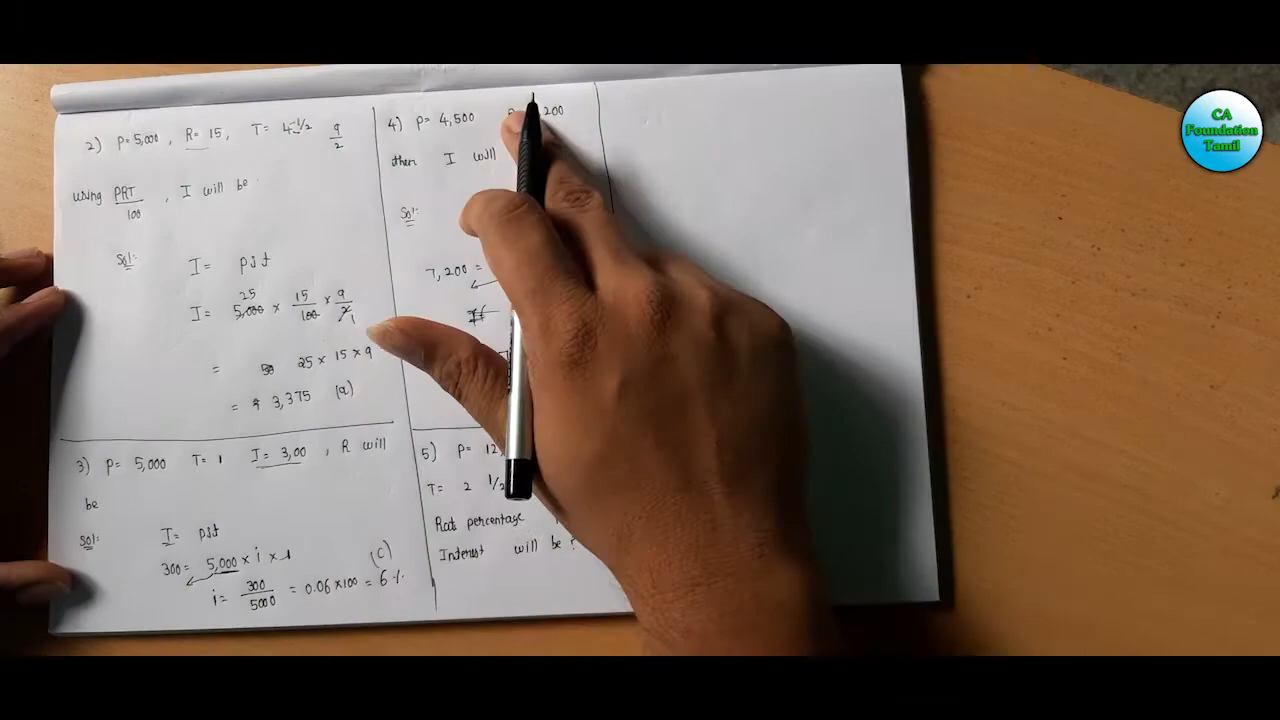 2) P=5,000 , R= 15, T= 4 1/2 9/2
using PRT/100 , I will be
Sol:
I= pit
25
I= 5,000 × 15/100 × 9/2 1
= 25 × 15 × 9
= 3,375 (a)
3) P= 5,000 T= 1 I= 3,00 , R will
be
Sol:
I= pit
300= 5,000 × i × 1
i= 300/5000 = 0.06×100 = 6% (C)
4) P= 4,500 200
then I will
Sol:
7,200 =
5) P= 12,
T= 2 1/2
Rate percentage
Interest will be ?
CA
Foundation
Tamil